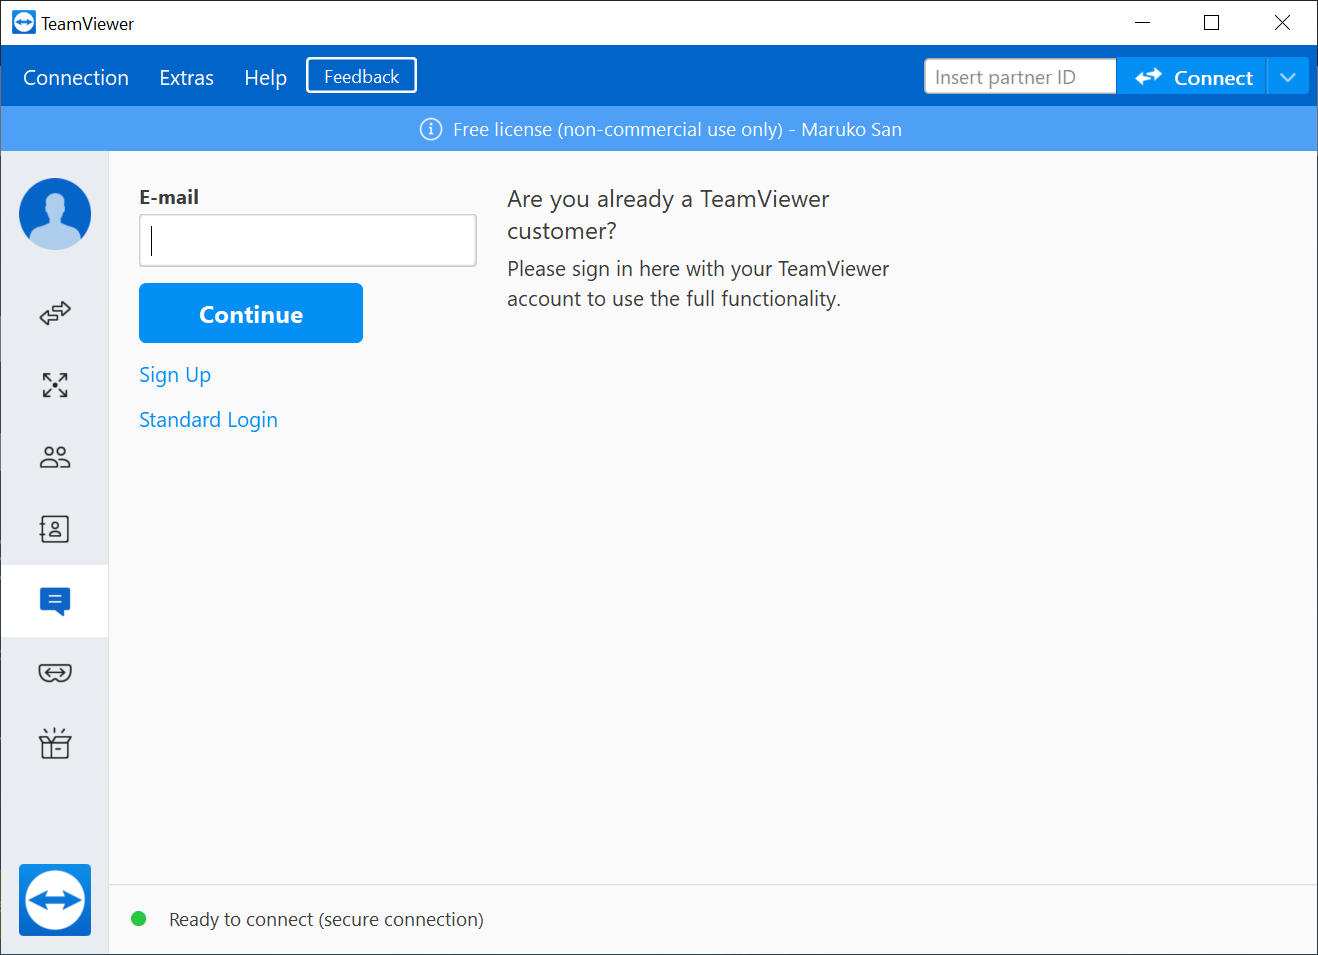 TeamViewer
Connection Extras Help Feedback Insert partner ID Connect
Free license (non-commercial use only) - Maruko San
E-mail
Continue
Sign Up
Standard Login
Are you already a TeamViewer
customer?
Please sign in here with your TeamViewer
account to use the full functionality.
Ready to connect (secure connection)